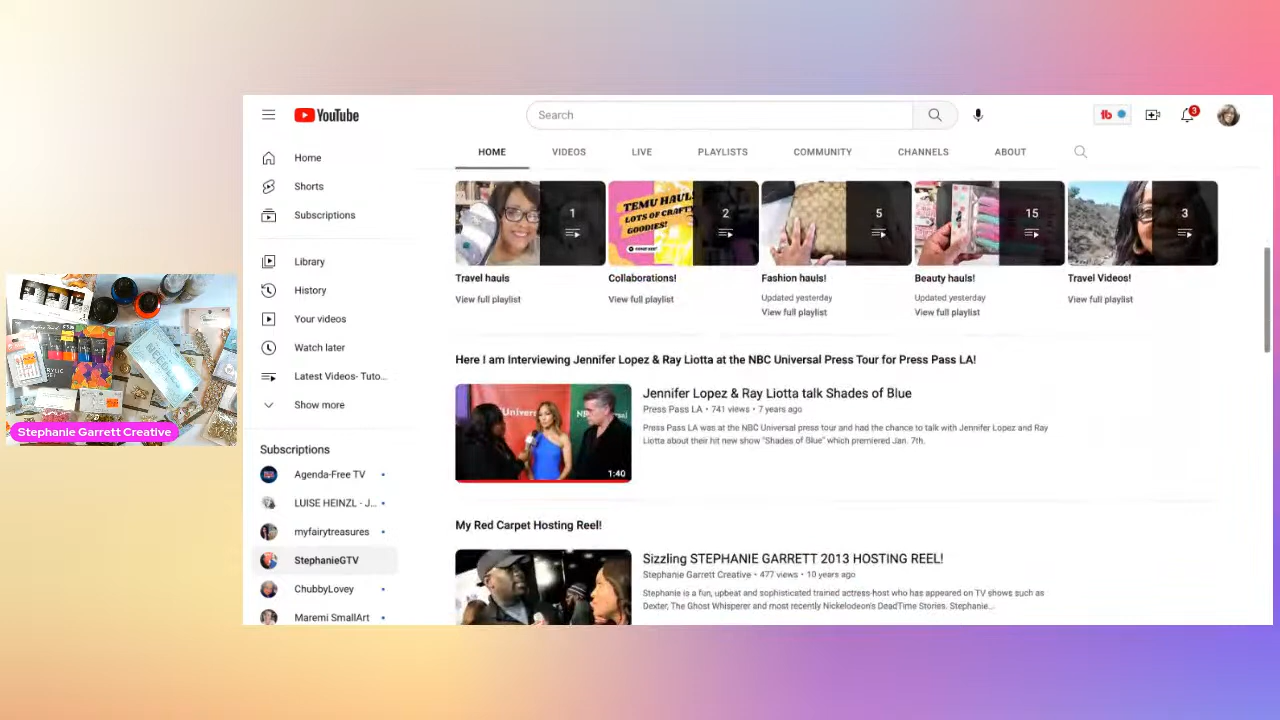 YouTube
Search
tb
3
Home
Shorts
Subscriptions
Library
History
Your videos
Watch later
Latest Videos- Tuto...
Show more
Subscriptions
Agenda-Free TV
LUISE HEINZL - J...
myfairytreasures
StephanieGTV
ChubbyLovey
Maremi SmallArt
HOME VIDEOS LIVE PLAYLISTS COMMUNITY CHANNELS ABOUT
1
Travel hauls
View full playlist
TEMU HAUL
LOTS OF CRAFTY
GOODIES!
2
Collaborations!
View full playlist
5
Fashion hauls!
Updated yesterday
View full playlist
15
Beauty hauls!
Updated yesterday
View full playlist
3
Travel Videos!
View full playlist
Here I am Interviewing Jennifer Lopez & Ray Liotta at the NBC Universal Press Tour for Press Pass LA!
1:40
Jennifer Lopez & Ray Liotta talk Shades of Blue
Press Pass LA • 741 views • 7 years ago
Press Pass LA was at the NBC Universal press tour and had the chance to talk with Jennifer Lopez and Ray
Liotta about their hit new show "Shades of Blue" which premiered Jan. 7th.
My Red Carpet Hosting Reel!
Sizzling STEPHANIE GARRETT 2013 HOSTING REEL!
Stephanie Garrett Creative • 477 views • 10 years ago
Stephanie is a fun, upbeat and sophisticated trained actress-host who has appeared on TV shows such as
Dexter, The Ghost Whisperer and most recently Nickelodeon's DeadTime Stories. Stephanie...
Stephanie Garrett Creative